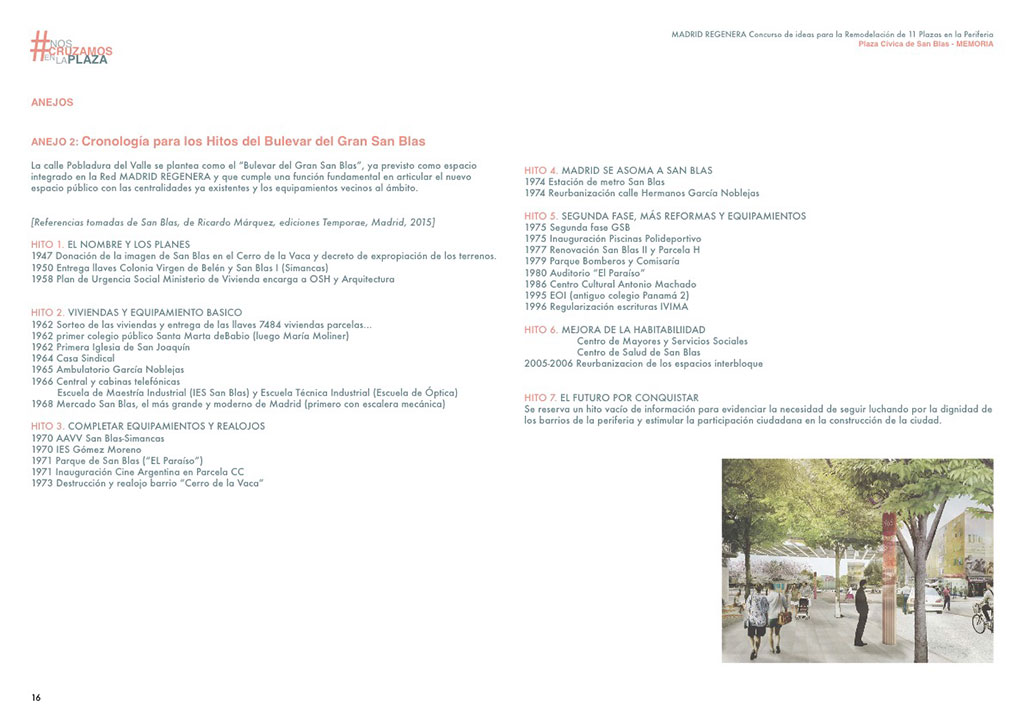 #NOS
CRUZAMOS
EN LA PLAZA
MADRID REGENERA Concurso de ideas para la Remodelación de 11 Plazas en la Periferia
Plaza Cívica de San Blas - MEMORIA
ANEJOS
ANEJO 2: Cronología para los Hitos del Bulevar del Gran San Blas
La calle Pobladura del Valle se plantea como el "Bulevar del Gran San Blas", ya previsto como espacio
integrado en la Red MADRID REGENERA y que cumple una función fundamental en articular el nuevo
espacio público con las centralidades ya existentes y los equipamientos vecinos al ámbito.
[Referencias tomadas de San Blas, de Ricardo Márquez, ediciones Temporae, Madrid, 2015]
HITO 1. EL NOMBRE Y LOS PLANES
1947 Donación de la imagen de San Blas en el Cerro de la Vaca y decreto de expropiación de los terrenos.
1950 Entrega llaves Colonia Virgen de Belén y San Blas I (Simancas)
1958 Plan de Urgencia Social Ministerio de Vivienda encarga a OSH y Arquitectura
HITO 2. VIVIENDAS Y EQUIPAMIENTO BASICO
1962 Sorteo de las viviendas y entrega de las llaves 7484 viviendas parcelas...
1962 primer colegio público Santa Marta deBabio (luego María Moliner)
1962 Primera Iglesia de San Joaquín
1964 Casa Sindical
1965 Ambulatorio García Noblejas
1966 Central y cabinas telefónicas
Escuela de Maestría Industrial (IES San Blas) y Escuela Técnica Industrial (Escuela de Óptica)
1968 Mercado San Blas, el más grande y moderno de Madrid (primero con escalera mecánica)
HITO 3. COMPLETAR EQUIPAMIENTOS Y REALOJOS
1970 AAVV San Blas-Simancas
1970 IES Gómez Moreno
1971 Parque de San Blas ("EL Paraíso")
1971 Inauguración Cine Argentina en Parcela CC
1973 Destrucción y realojo barrio "Cerro de la Vaca"
HITO 4. MADRID SE ASOMA A SAN BLAS
1974 Estación de metro San Blas
1974 Reurbanización calle Hermanos García Noblejas
HITO 5. SEGUNDA FASE, MÁS REFORMAS Y EQUIPAMIENTOS
1975 Segunda fase GSB
1975 Inauguración Piscinas Polideportivo
1977 Renovación San Blas II y Parcela H
1979 Parque Bomberos y Comisaría
1980 Auditorio "El Paraíso"
1986 Centro Cultural Antonio Machado
1995 EOI (antiguo colegio Panamá 2)
1996 Regularización escrituras IVIMA
HITO 6. MEJORA DE LA HABITABILIIDAD
Centro de Mayores y Servicios Sociales
Centro de Salud de San Blas
2005-2006 Reurbanizacion de los espacios interbloque
HITO 7. EL FUTURO POR CONQUISTAR
Se reserva un hito vacío de información para evidenciar la necesidad de seguir luchando por la dignidad de
los barrios de la periferia y estimular la participación ciudadana en la construcción de la ciudad.
16